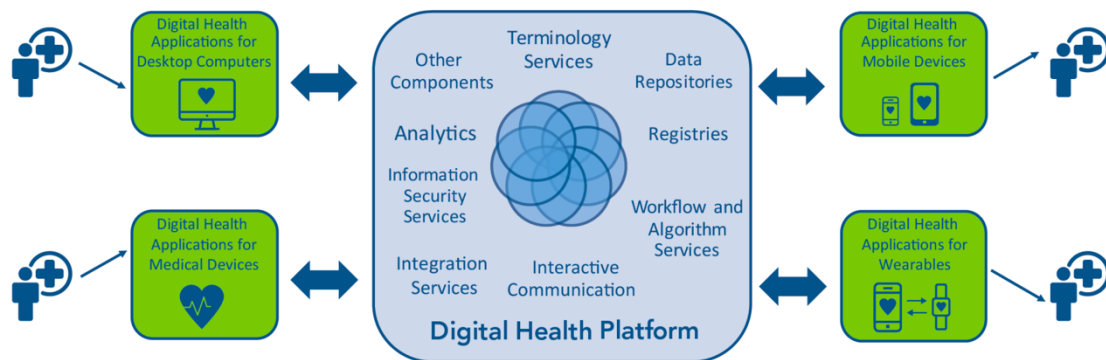 Digital Health
Applications for
Desktop Computers
Digital Health
Applications for
Medical Devices
Terminology
Services
Other
Components
Data
Repositories
Analytics
Registries
Information
Security
Services
Workflow and
Algorithm
Services
Integration
Services
Interactive
Communication
Digital Health Platform
Digital Health
Applications for
Mobile Devices
Digital Health
Applications for
Wearables